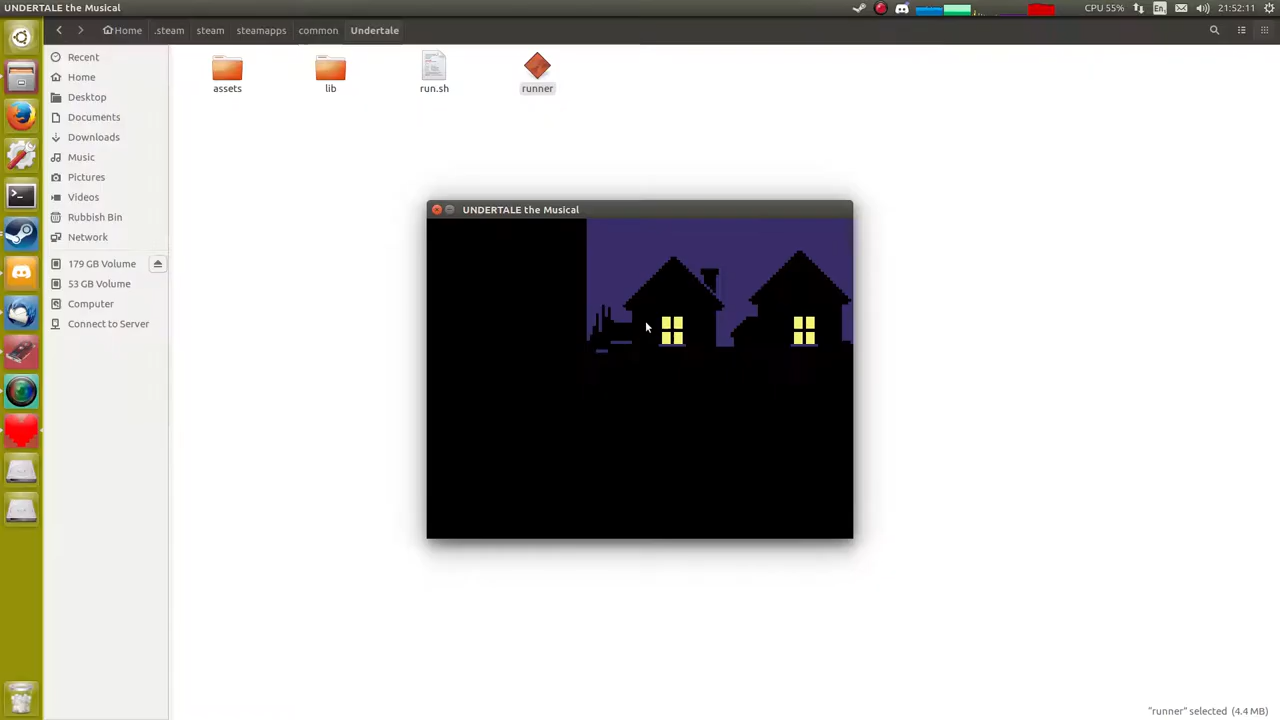 UNDERTALE the Musical
CPU 55%
En
21:52:11
Home
.steam
steam
steamapps
common
Undertale
Recent
Home
Desktop
Documents
Downloads
Music
Pictures
Videos
Rubbish Bin
Network
179 GB Volume
53 GB Volume
Computer
Connect to Server
assets
lib
run.sh
runner
UNDERTALE the Musical
"runner" selected (4.4 MB)